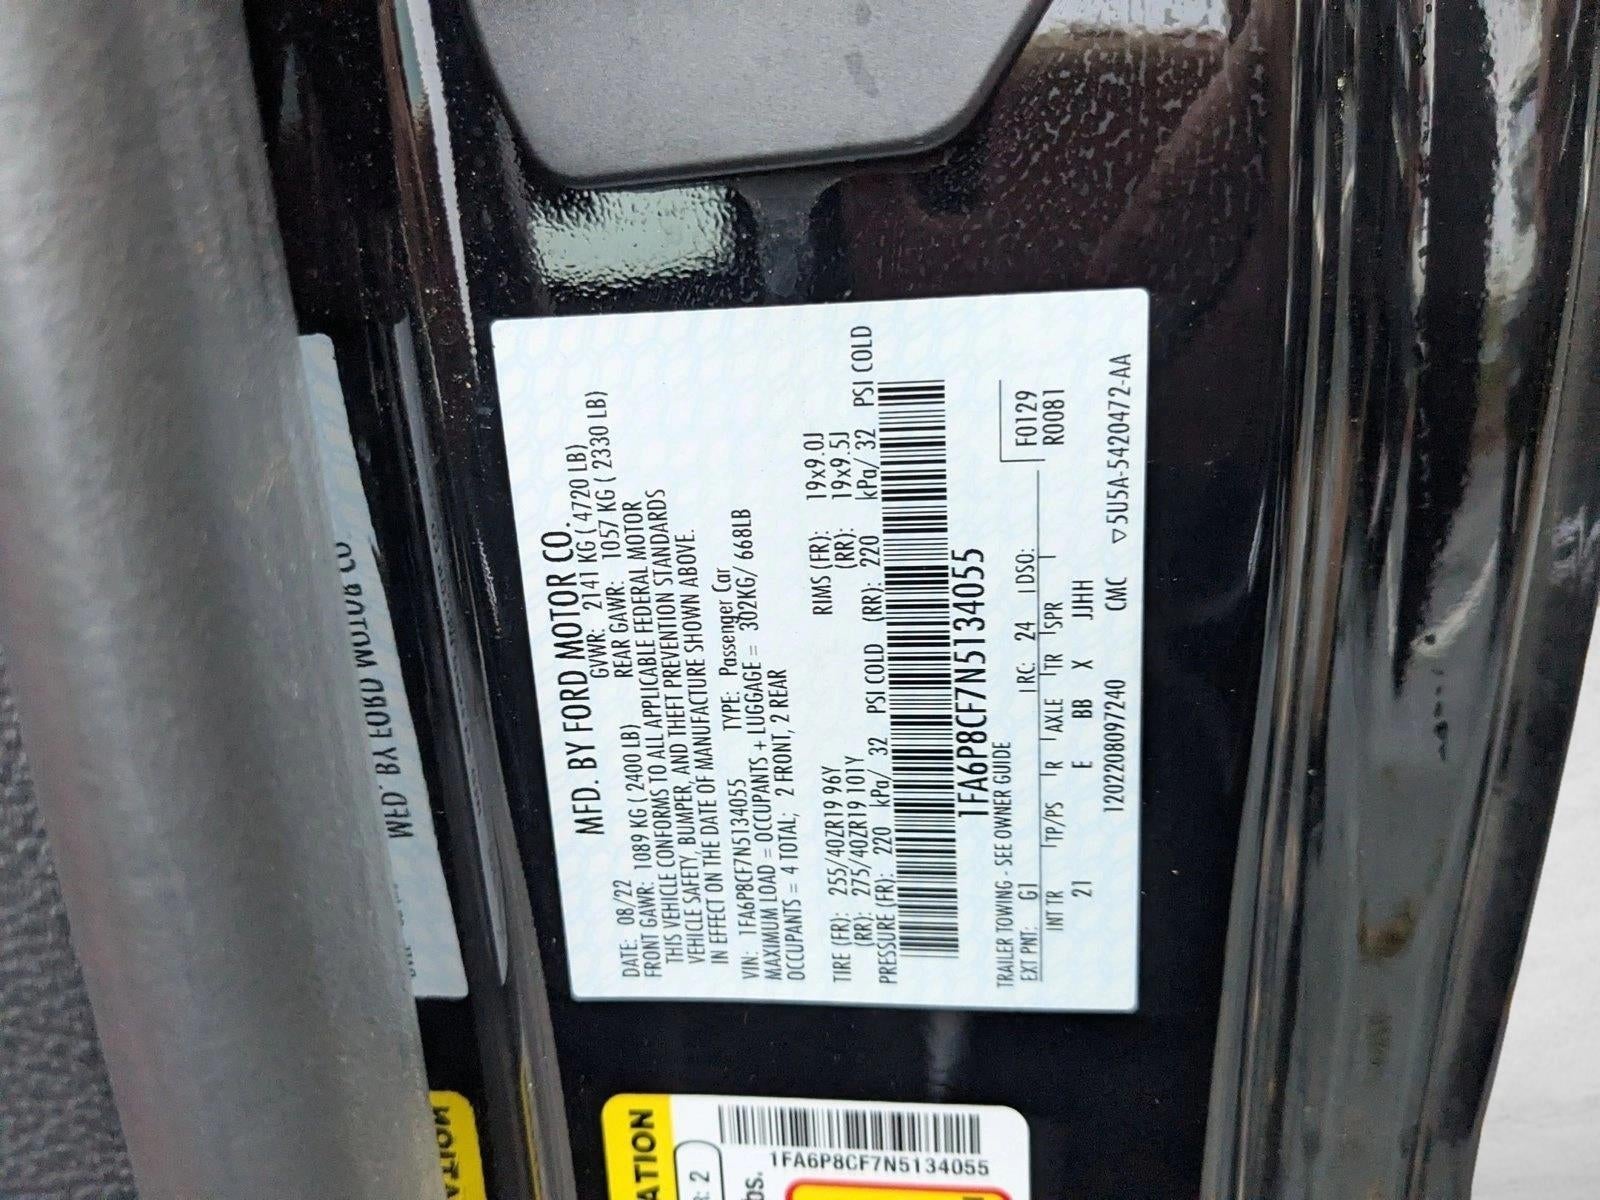 MFD. BY FORD MOTOR CO.
DATE: 08/22 GVWR: 2141 KG ( 4720 LB)
FRONT GAWR: 1089 KG ( 2400 LB) REAR GAWR: 1057 KG ( 2330 LB)
THIS VEHICLE CONFORMS TO ALL APPLICABLE FEDERAL MOTOR
VEHICLE SAFETY, BUMPER, AND THEFT PREVENTION STANDARDS
IN EFFECT ON THE DATE OF MANUFACTURE SHOWN ABOVE.
VIN: 1FA6P8CF7N5134055 TYPE: Passenger Car
MAXIMUM LOAD = OCCUPANTS + LUGGAGE = 302KG/ 668LB
OCCUPANTS = 4 TOTAL; 2 FRONT, 2 REAR
TIRE (FR): 255/40ZR19 96Y RIMS (FR): 19x9.0J
(RR): 275/40ZR19 101Y (RR): 19x9.5J
PRESSURE (FR): 220 kPa/ 32 PSI COLD (RR): 220 kPa/ 32 PSI COLD
1FA6P8CF7N5134055
TRAILER TOWING - SEE OWNER GUIDE
EXT PNT: G1 RC: 24 DSO: F0129
INT TR TP/PS R AXLE TR SPR R0081
21 E BB X JJHH
1202208097240 CMC ▽5U5A-5420472-AA
MFD. BY FORD MOTOR CO
ATION
R: 2
bs.
1FA6P8CF7N5134055